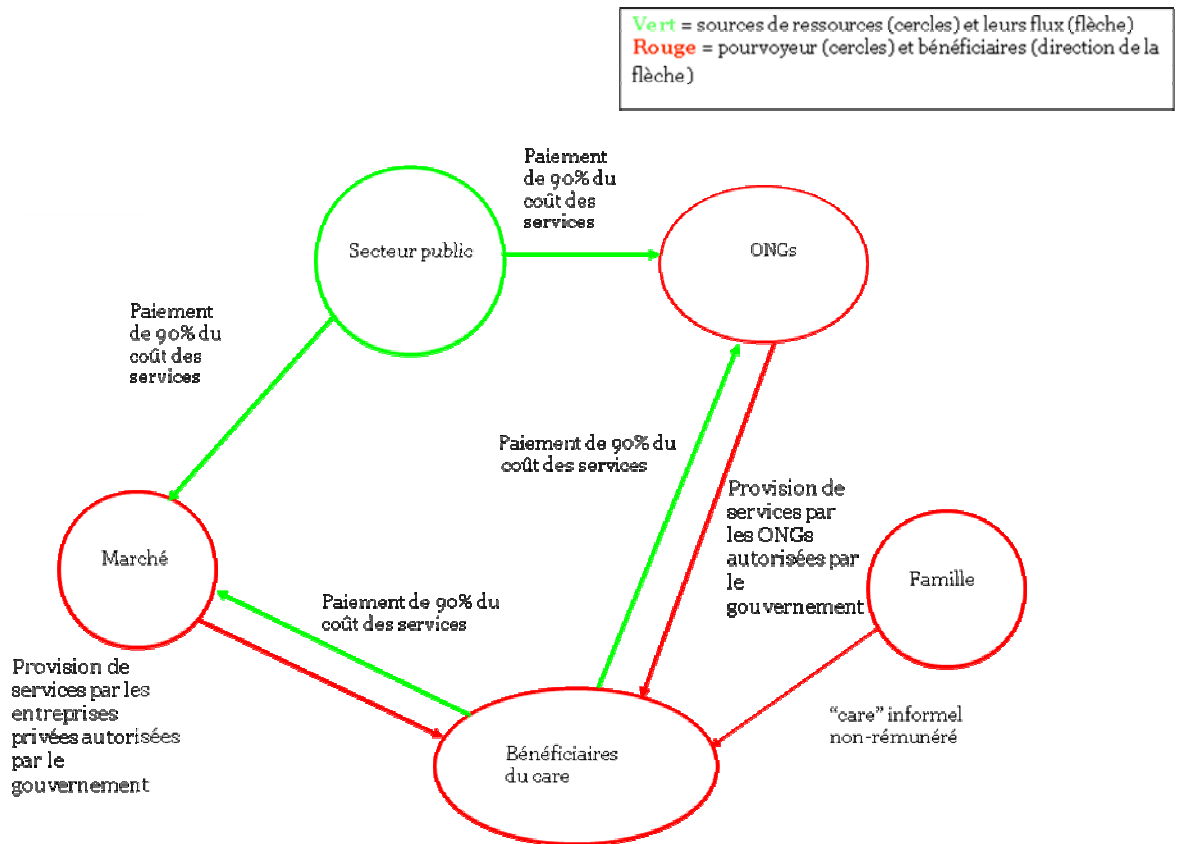 Vert = sources de ressources (cercles) et leurs flux (flèche)
Rouge = pourvoyeur (cercles) et bénéficiaires (direction de la
flèche)
Paiement
de 90% du
coût des
services
Secteur public
ONGs
Paiement
de 90% du
coût des
services
Paiement de 90% du
coût des services
Provision de
services par
les ONGs
autorisées par
le
gouvernement
Marché
Famille
Paiement de 90% du
coût des services
Provision de
services par les
entreprises
privées autorisées
par le
gouvernement
"care" informel
non-rémunéré
Bénéficiaires
du care